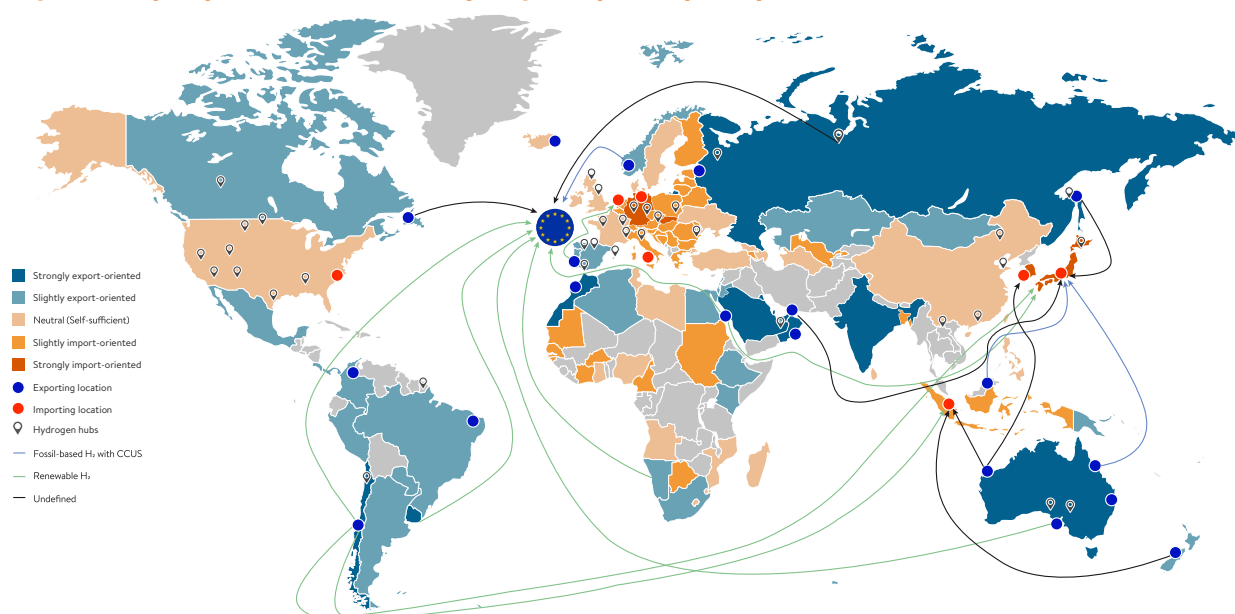 Strongly export-oriented
Slightly export-oriented
Neutral (Self-sufficient)
Slightly import-oriented
Strongly import-oriented
Exporting location
Importing location
Hydrogen hubs
Fossil-based H₂ with CCUS
Renewable H₂
Undefined